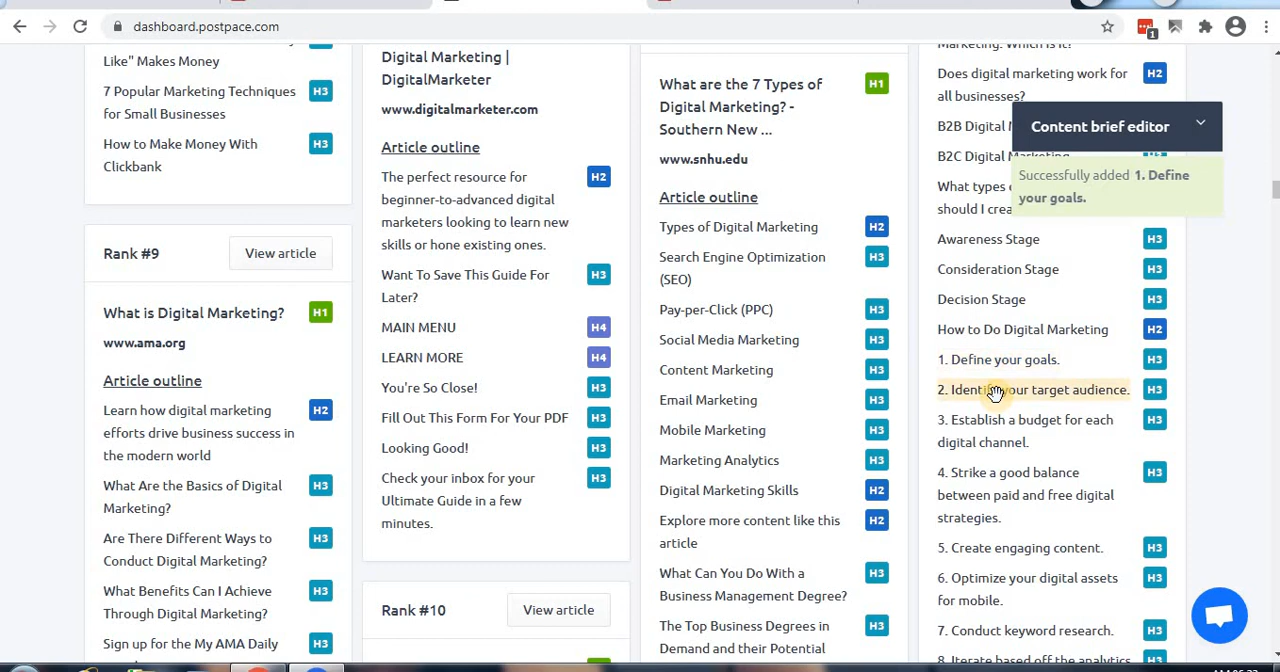 dashboard.postpace.com
1
Like” Makes Money
7 Popular Marketing Techniques
H3
for Small Businesses
How to Make Money With
H3
Clickbank
Rank #9
View article
What is Digital Marketing?
H1
www.ama.org
Article outline
Learn how digital marketing
H2
efforts drive business success in
the modern world
What Are the Basics of Digital
H3
Marketing?
Are There Different Ways to
H3
Conduct Digital Marketing?
What Benefits Can I Achieve
H3
Through Digital Marketing?
Sign up for the My AMA Daily
H3
Digital Marketing |
DigitalMarketer
www.digitalmarketer.com
Article outline
The perfect resource for
H2
beginner-to-advanced digital
marketers looking to learn new
skills or hone existing ones.
Want To Save This Guide For
H3
Later?
MAIN MENU
H4
LEARN MORE
H4
You're So Close!
H3
Fill Out This Form For Your PDF
H3
Looking Good!
H3
Check your inbox for your
H3
Ultimate Guide in a few
minutes.
Rank #10
View article
What are the 7 Types of
H1
Digital Marketing? -
Southern New ...
www.snhu.edu
Article outline
Types of Digital Marketing
H2
Search Engine Optimization
H3
(SEO)
Pay-per-Click (PPC)
H3
Social Media Marketing
H3
Content Marketing
H3
Email Marketing
H3
Mobile Marketing
H3
Marketing Analytics
H3
Digital Marketing Skills
H2
Explore more content like this
H2
article
What Can You Do With a
H3
Business Management Degree?
The Top Business Degrees in
H3
Demand and their Potential
Marketing: Which Is It?
Does digital marketing work for
H2
all businesses?
B2B Digital
B2C Digital
What types
should I
Content brief editor
Successfully added 1. Define
your goals.
Awareness Stage
H3
Consideration Stage
H3
Decision Stage
H3
How to Do Digital Marketing
H2
1. Define your goals.
H3
2. Identify your target audience.
H3
3. Establish a budget for each
H3
digital channel.
4. Strike a good balance
H3
between paid and free digital
strategies.
5. Create engaging content.
H3
6. Optimize your digital assets
H3
for mobile.
7. Conduct keyword research.
H3
8. Iterate based off the analytics